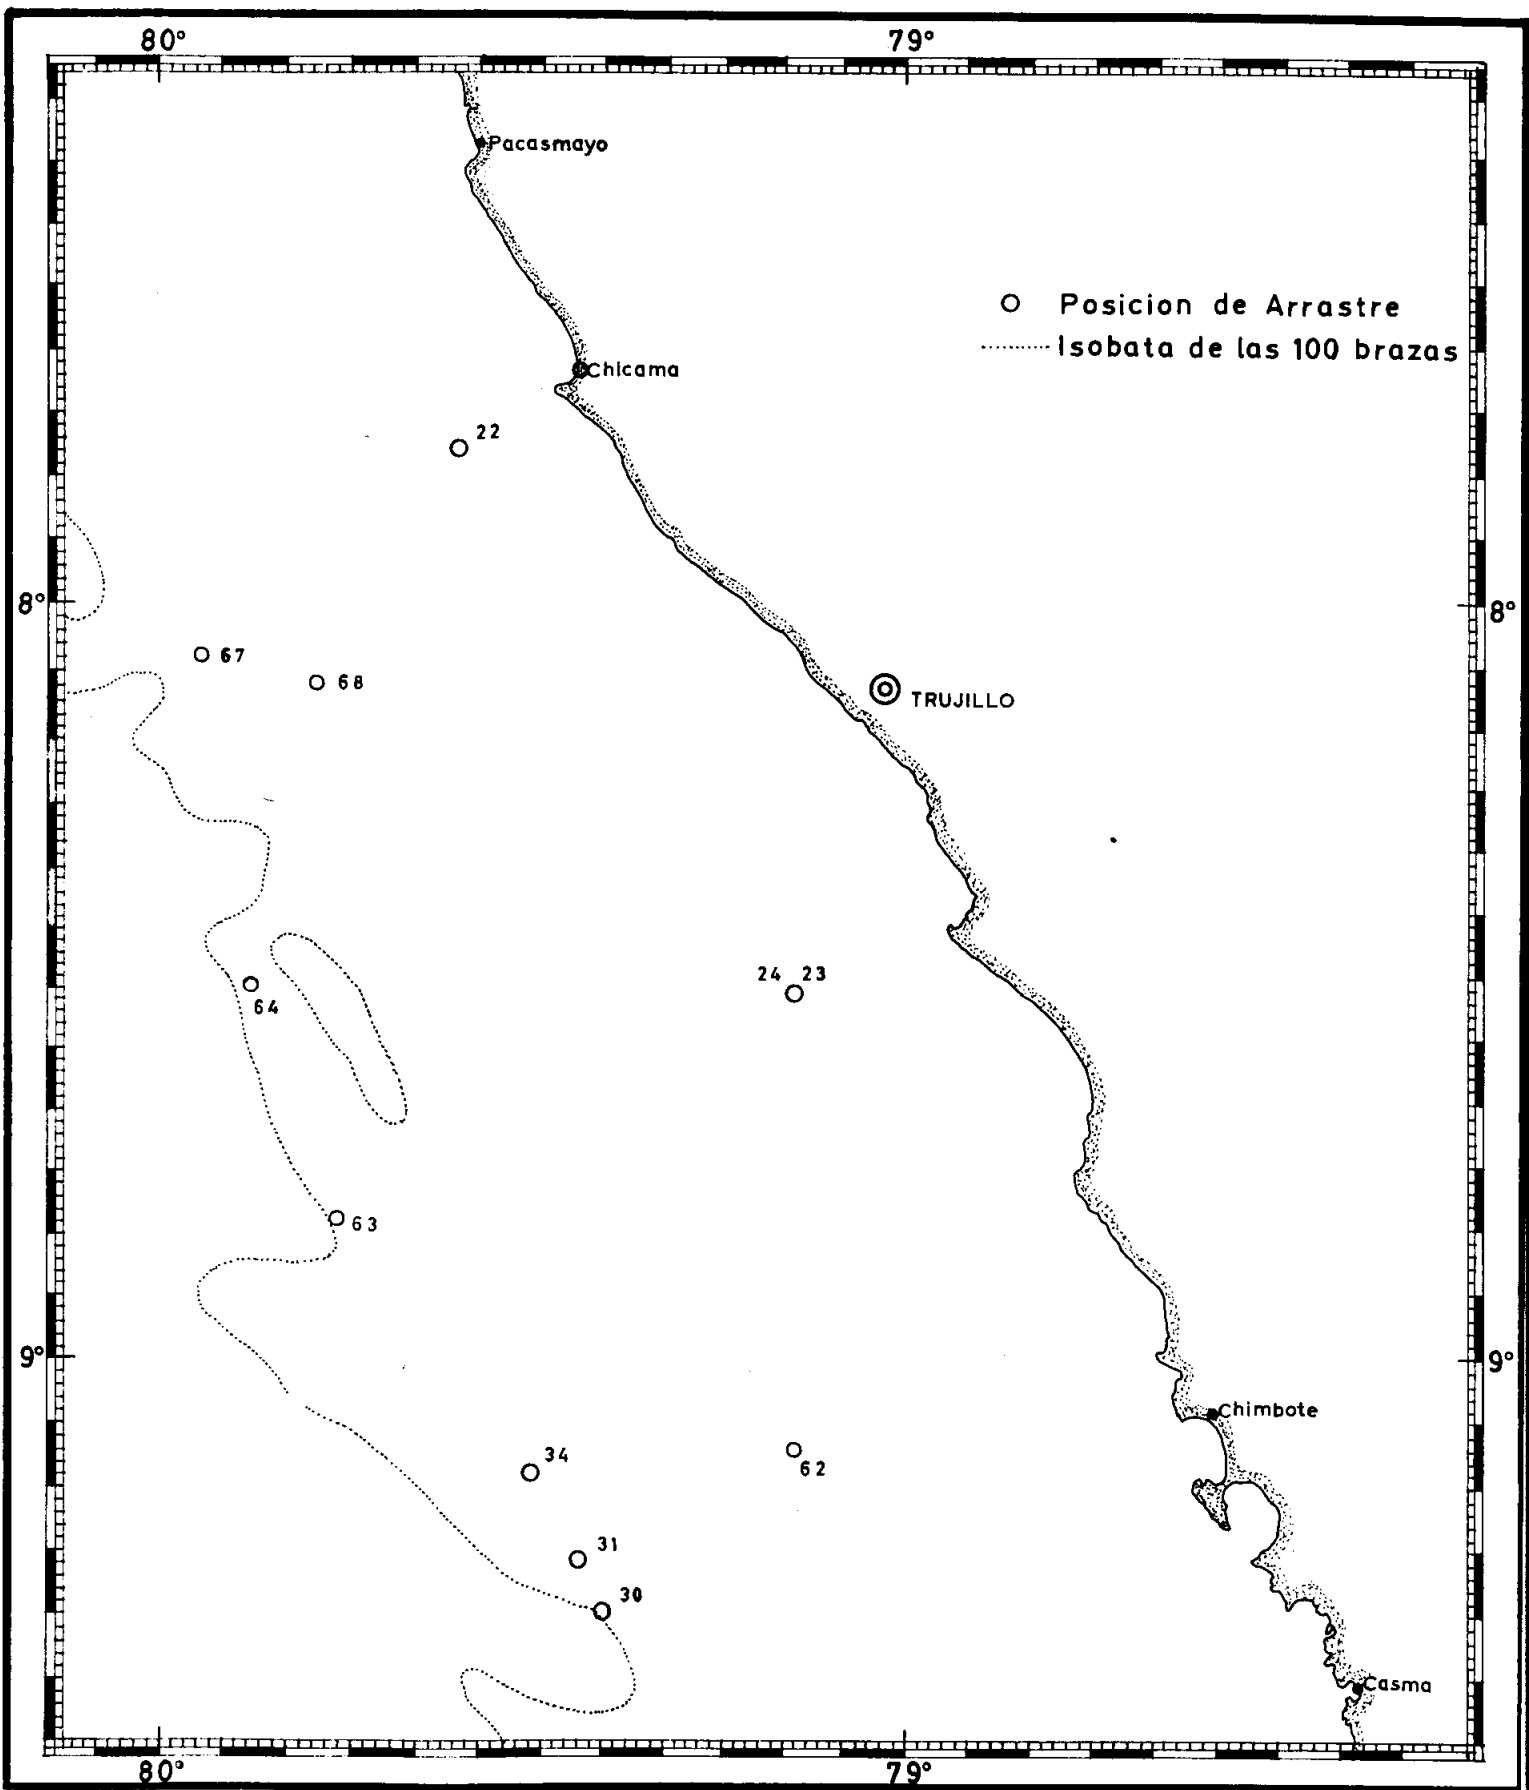 80° 79°
Pacasmayo
Posicion de Arrastre
Isobata de las 100 brazas
Chicama
22
8° 8°
67
68
TRUJILLO
24 23
64
63
9° 9°
Chimbote
34
62
31
30
Casma
80° 79°